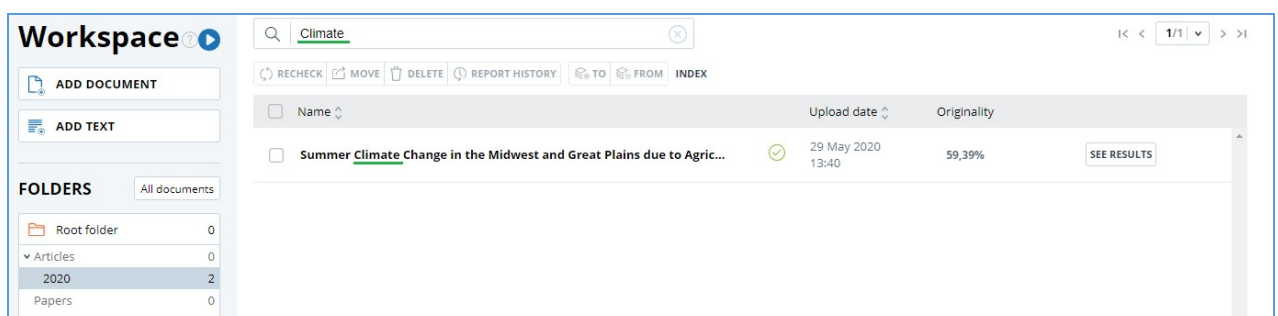 Workspace ?
ADD DOCUMENT
ADD TEXT
FOLDERS All documents
Root folder 0
Articles 0
2020 2
Papers 0
Climate
1/1
RECHECK MOVE DELETE REPORT HISTORY TO FROM INDEX
Name Upload date Originality
Summer Climate Change in the Midwest and Great Plains due to Agric... 29 May 2020 59,39% SEE RESULTS
13:40